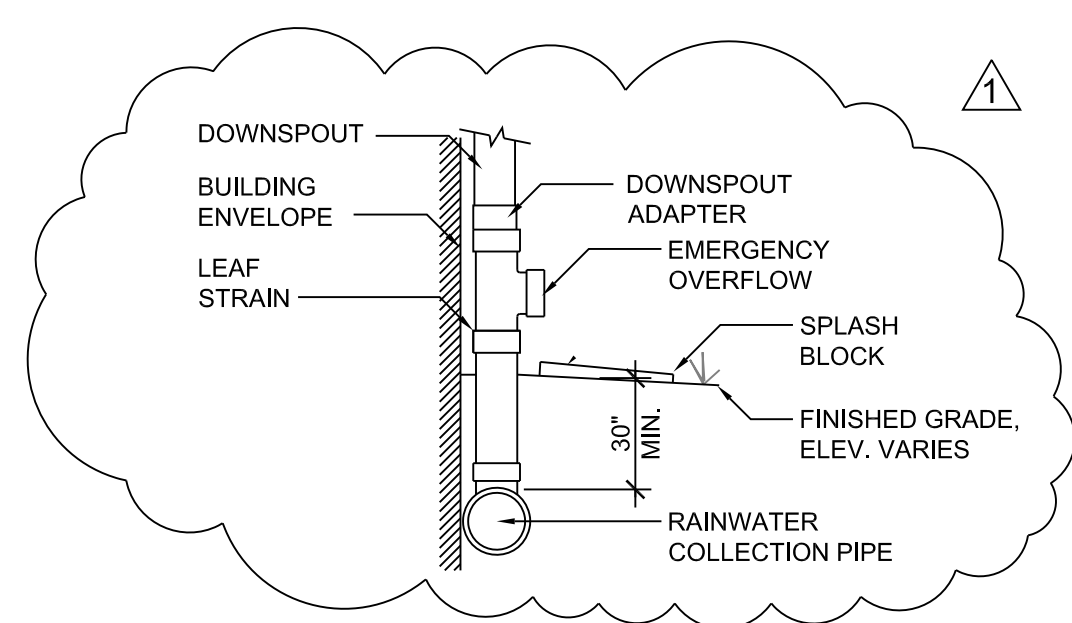 1
DOWNSPOUT
BUILDING
ENVELOPE
LEAF
STRAIN
DOWNSPOUT
ADAPTER
EMERGENCY
OVERFLOW
SPLASH
BLOCK
30"
MIN.
FINISHED GRADE,
ELEV. VARIES
RAINWATER
COLLECTION PIPE